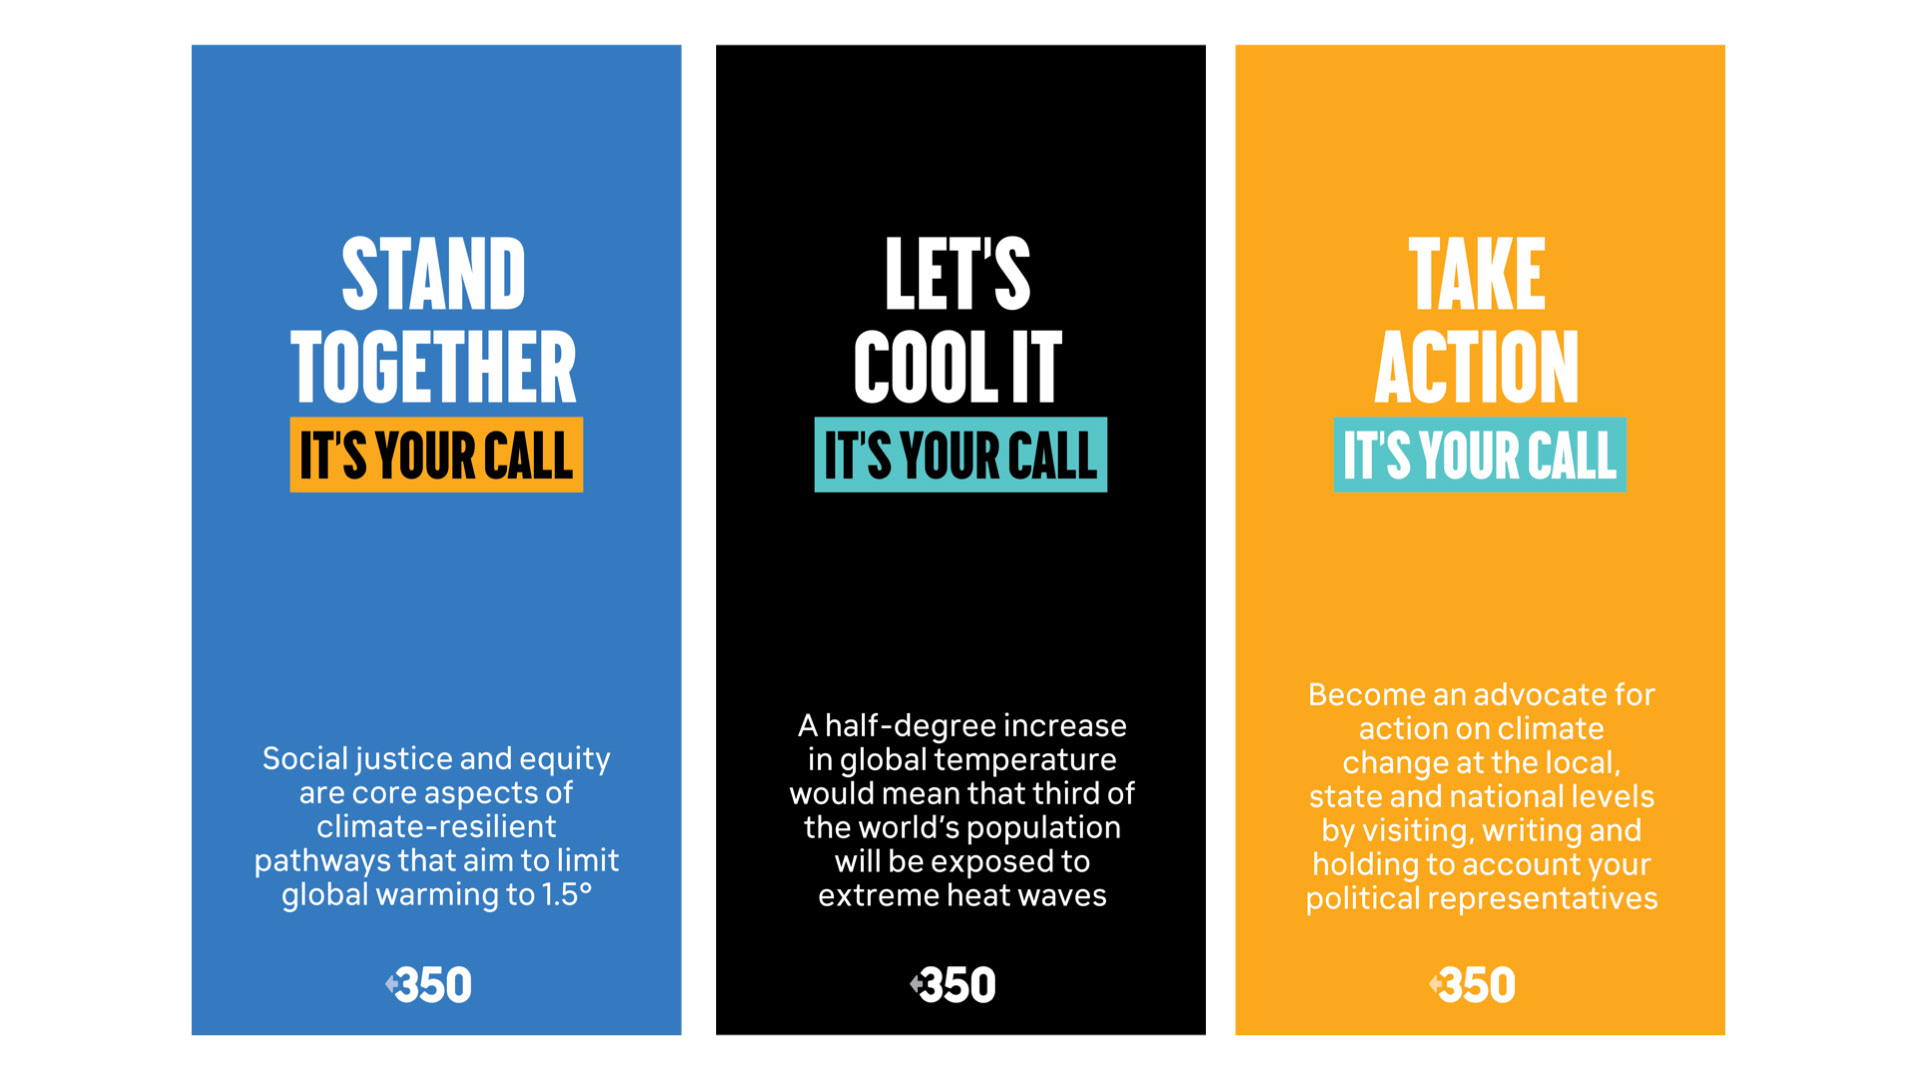 STAND
TOGETHER
IT'S YOUR CALL
Social justice and equity
are core aspects of
climate-resilient
pathways that aim to limit
global warming to 1.5°
350
LET'S
COOL IT
IT'S YOUR CALL
A half-degree increase
in global temperature
would mean that third of
the world’s population
will be exposed to
extreme heat waves
350
TAKE
ACTION
IT'S YOUR CALL
Become an advocate for
action on climate
change at the local,
state and national levels
by visiting, writing and
holding to account your
political representatives
350